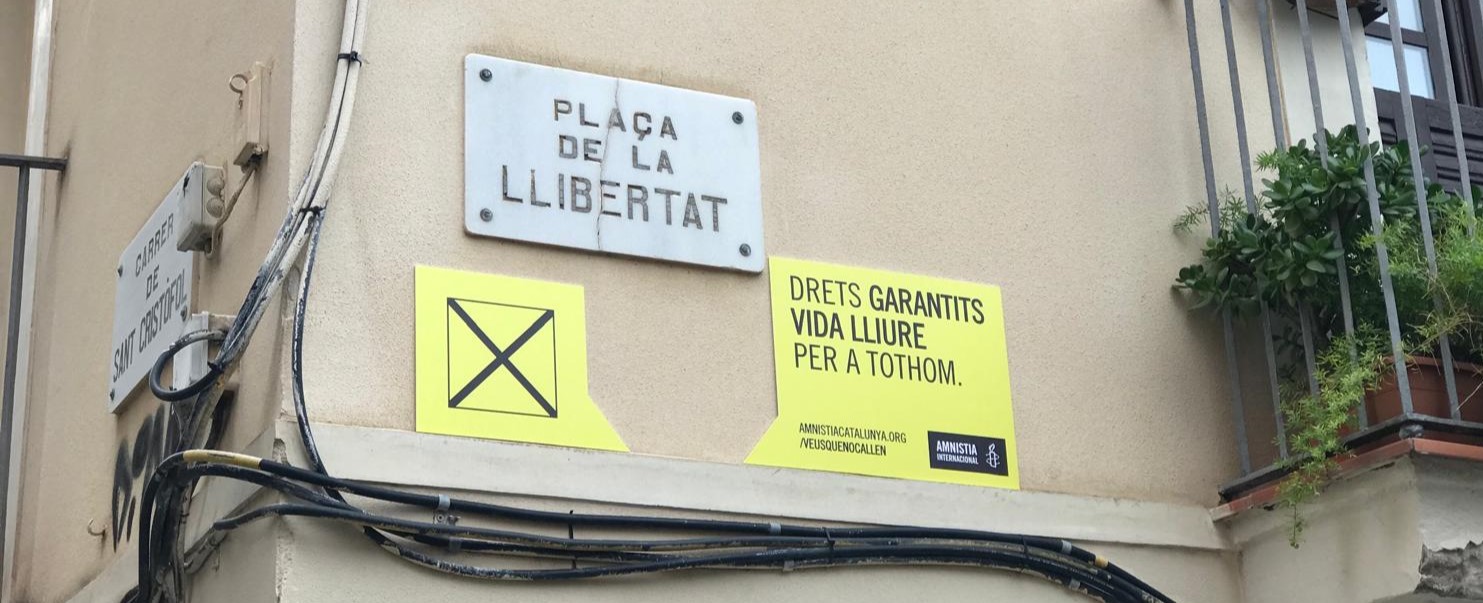 PLAÇA
DE LA
LLIBERTAT
CARRER
DE
SANT CRISTÒFOL
DRETS GARANTITS
VIDA LLIURE
PER A TOTHOM.
AMNISTIACATALUNYA.ORG
/VEUSQUENOCALLEN
AMNISTIA
INTERNACIONAL